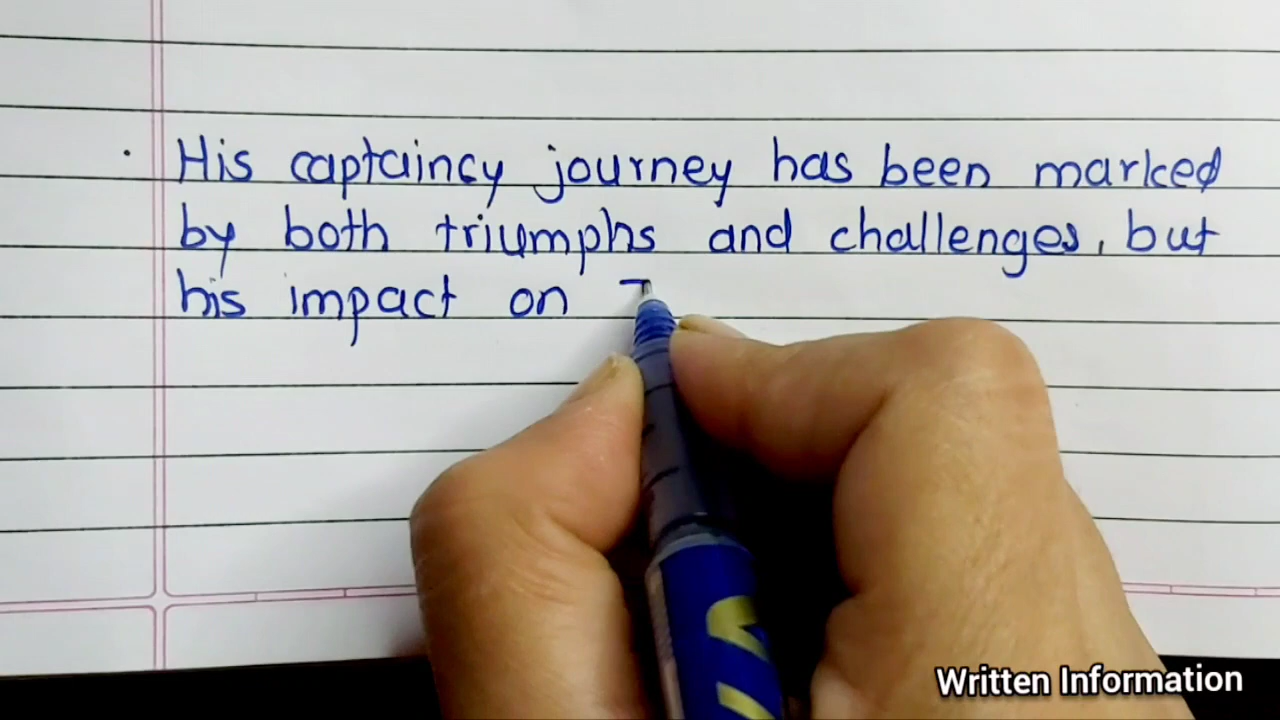 · His captaincy journey has been marked
by both triumphs and challenges, but
his impact on
Written Information